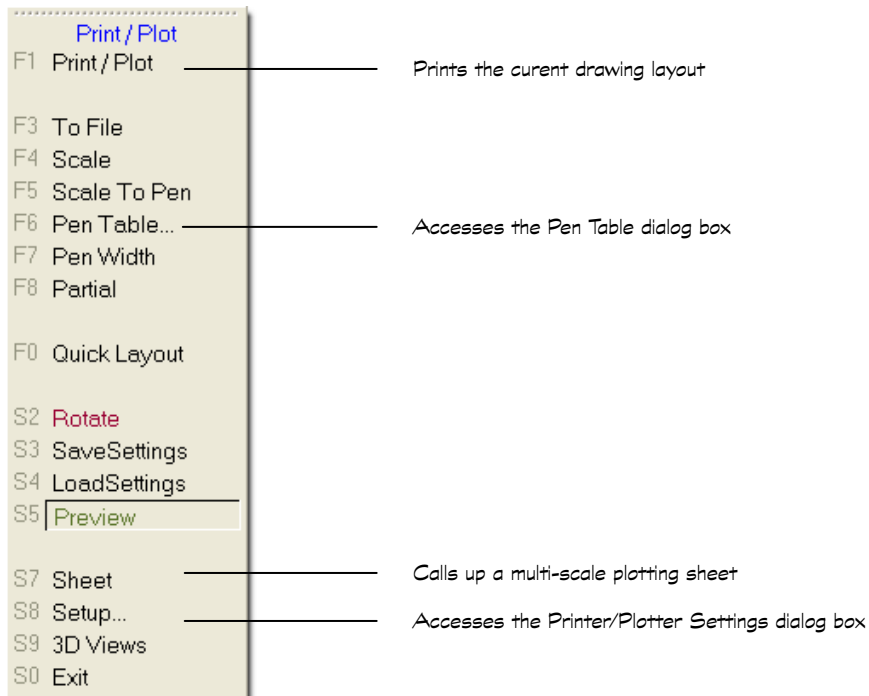 Print / Plot
F1 Print / Plot Prints the curent drawing layout
F3 To File
F4 Scale
F5 Scale To Pen
F6 Pen Table... Accesses the Pen Table dialog box
F7 Pen Width
F8 Partial
F0 Quick Layout
S2 Rotate
S3 SaveSettings
S4 LoadSettings
S5 Preview
S7 Sheet Calls up a multi-scale plotting sheet
S8 Setup... Accesses the Printer/Plotter Settings dialog box
S9 3D Views
S0 Exit